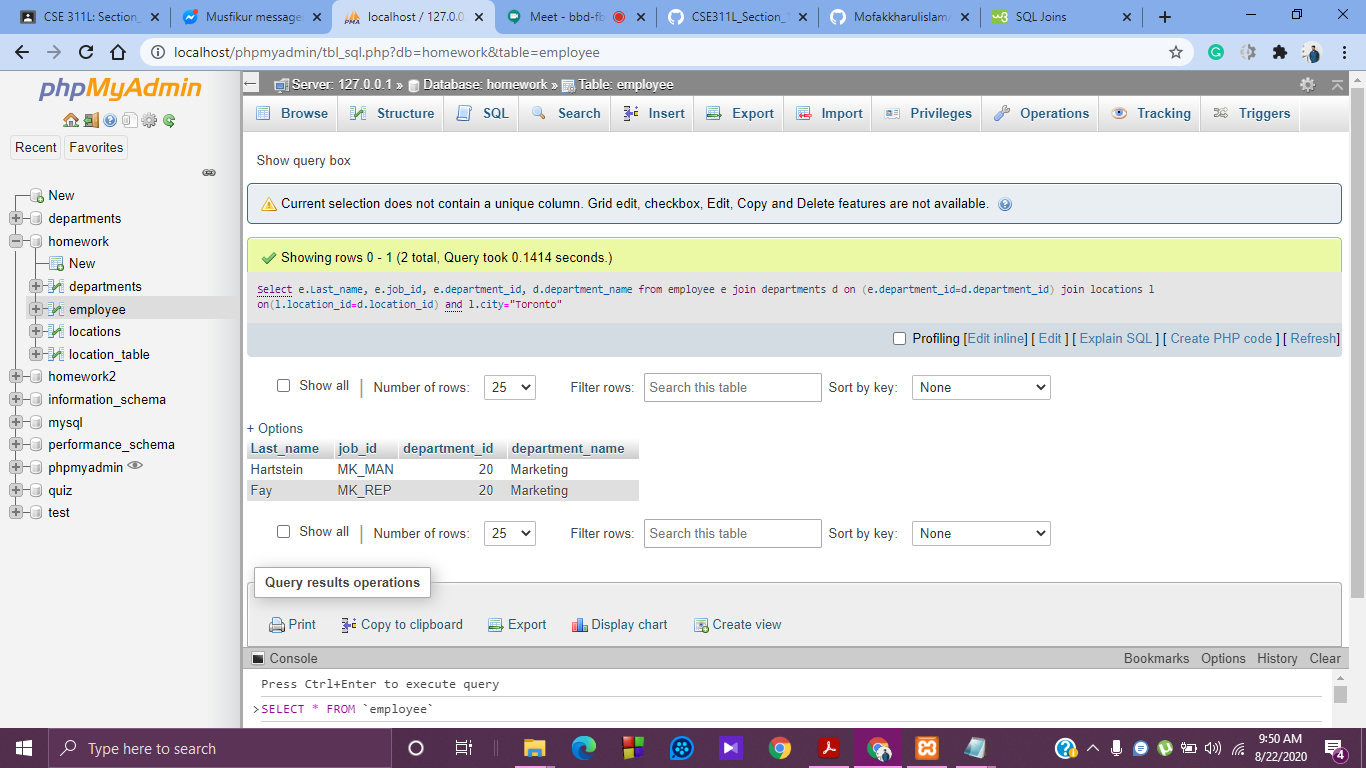 CSE 311L: Section_
Musfikur message
localhost / 127.0.0
Meet - bbd-fb
CSE311L_Section_1
Mofakkharulislam/
SQL Joins
localhost/phpmyadmin/tbl_sql.php?db=homework&table=employee
phpMyAdmin
Recent
Favorites
New
departments
homework
New
departments
employee
locations
location_table
homework2
information_schema
mysql
performance_schema
phpmyadmin
quiz
test
Server: 127.0.0.1 » Database: homework » Table: employee
Browse Structure SQL Search Insert Export Import Privileges Operations Tracking Triggers
Show query box
Current selection does not contain a unique column. Grid edit, checkbox, Edit, Copy and Delete features are not available.
Showing rows 0 - 1 (2 total, Query took 0.1414 seconds.)
Select e.Last_name, e.job_id, e.department_id, d.department_name from employee e join departments d on (e.department_id=d.department_id) join locations l
on(l.location_id=d.location_id) and l.city="Toronto"
Profiling [Edit inline] [ Edit ] [ Explain SQL ] [ Create PHP code ] [ Refresh]
Show all | Number of rows: 25 Filter rows: Search this table Sort by key: None
+ Options
Last_name job_id department_id department_name
Hartstein MK_MAN 20 Marketing
Fay MK_REP 20 Marketing
Show all | Number of rows: 25 Filter rows: Search this table Sort by key: None
Query results operations
Print Copy to clipboard Export Display chart Create view
Console Bookmarks Options History Clear
Press Ctrl+Enter to execute query
>SELECT * FROM `employee`
Type here to search
9:50 AM
8/22/2020
4